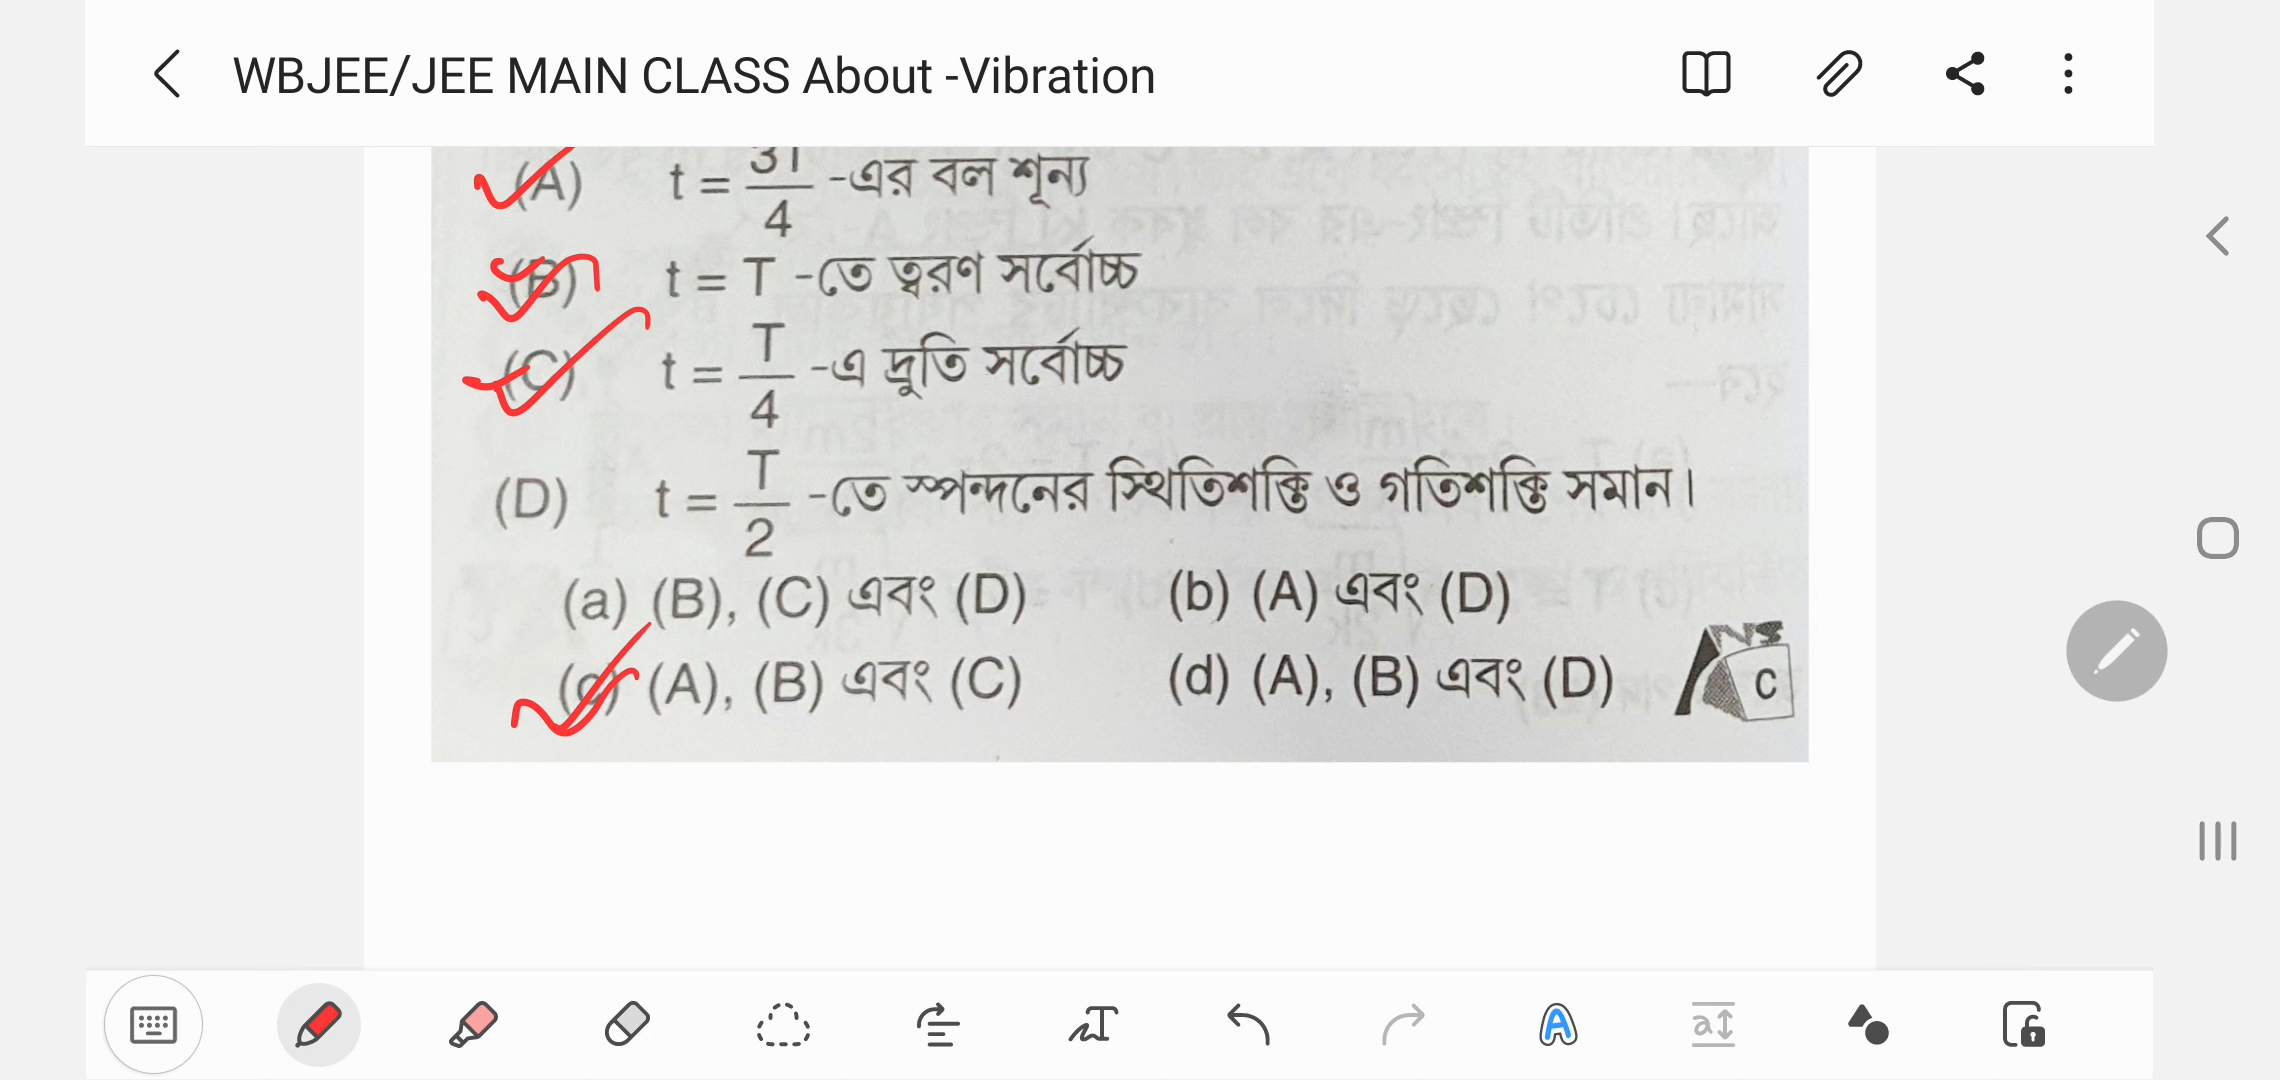 WBJEE/JEE MAIN CLASS About -Vibration
(A) t = 3T/4 -এর বল শূন্য
(B) t = T -তে ত্বরণ সর্বোচ্চ
(C) t = T/4 -এ দ্রুতি সর্বোচ্চ
(D) t = T/2 -তে স্পন্দনের স্থিতিশক্তি ও গতিশক্তি সমান।
(a) (B), (C) এবং (D) (b) (A) এবং (D)
(c) (A), (B) এবং (C) (d) (A), (B) এবং (D)
ANS C